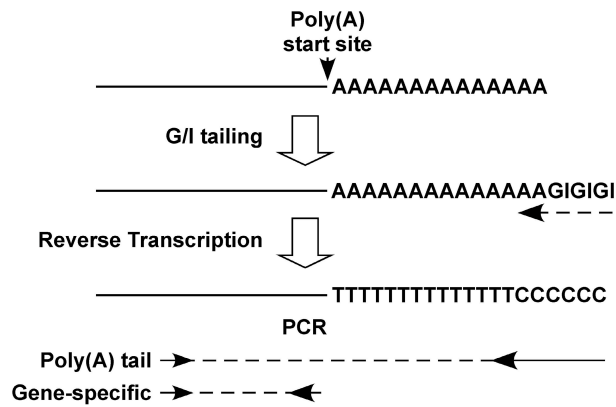 Poly(A)
start site
AAAAAAAAAAAAAA
G/I tailing
AAAAAAAAAAAAAAGIGIGI
Reverse Transcription
TTTTTTTTTTTTTTCCCCCC
PCR
Poly(A) tail
Gene-specific